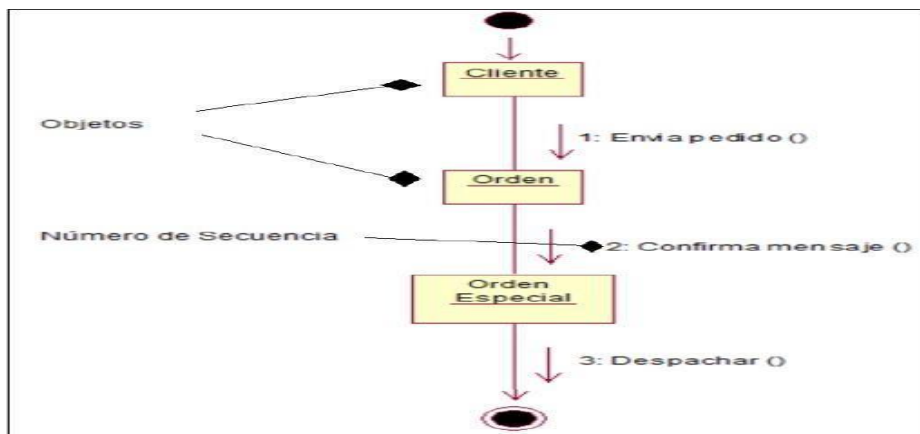 Cliente
Objetos
1: Envia pedido ()
Orden
Número de Secuencia
2: Confirma mensaje ()
Orden
Especial
3: Despachar ()